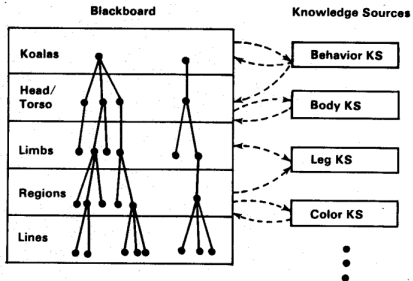 Blackboard
Knowledge Sources
Koalas
Behavior KS
Head/
Torso
Body KS
Limbs
Leg KS
Regions
Color KS
Lines